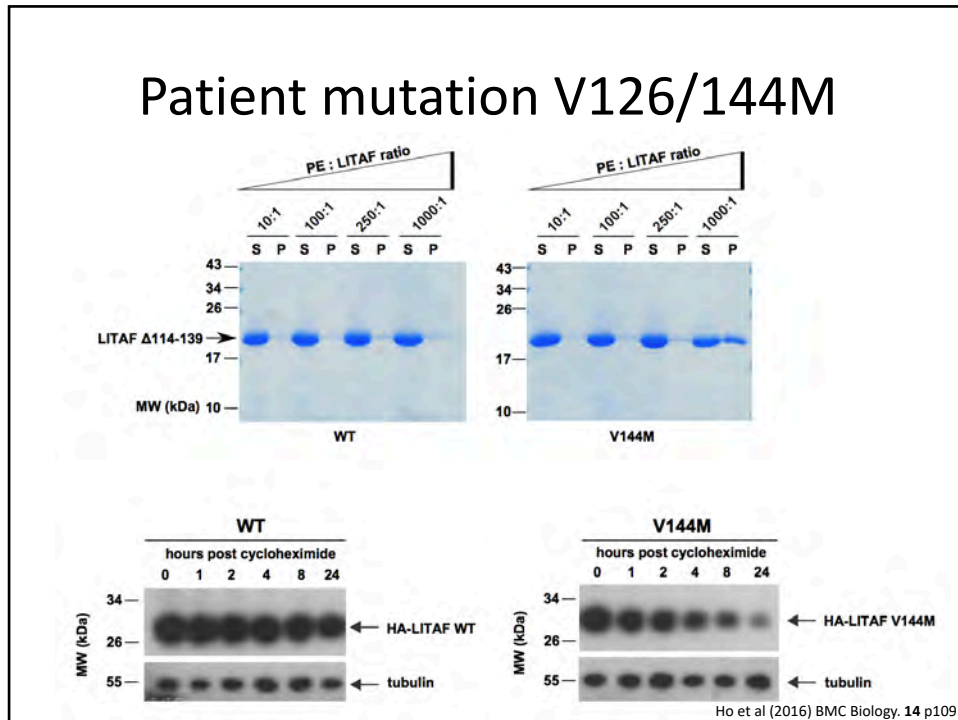 Patient mutation V126/144M
PE : LITAF ratio
10:1 100:1 250:1 1000:1
S P S P S P S P
43
34
26
LITAF Δ114-139
17
MW (kDa) 10
WT
PE : LITAF ratio
10:1 100:1 250:1 1000:1
S P S P S P S P
43
34
26
17
10
V144M
WT
hours post cycloheximide
0 1 2 4 8 24
MW (kDa)
34
26
HA-LITAF WT
55
tubulin
V144M
hours post cycloheximide
0 1 2 4 8 24
MW (kDa)
34
26
HA-LITAF V144M
55
tubulin
Ho et al (2016) BMC Biology. 14 p109